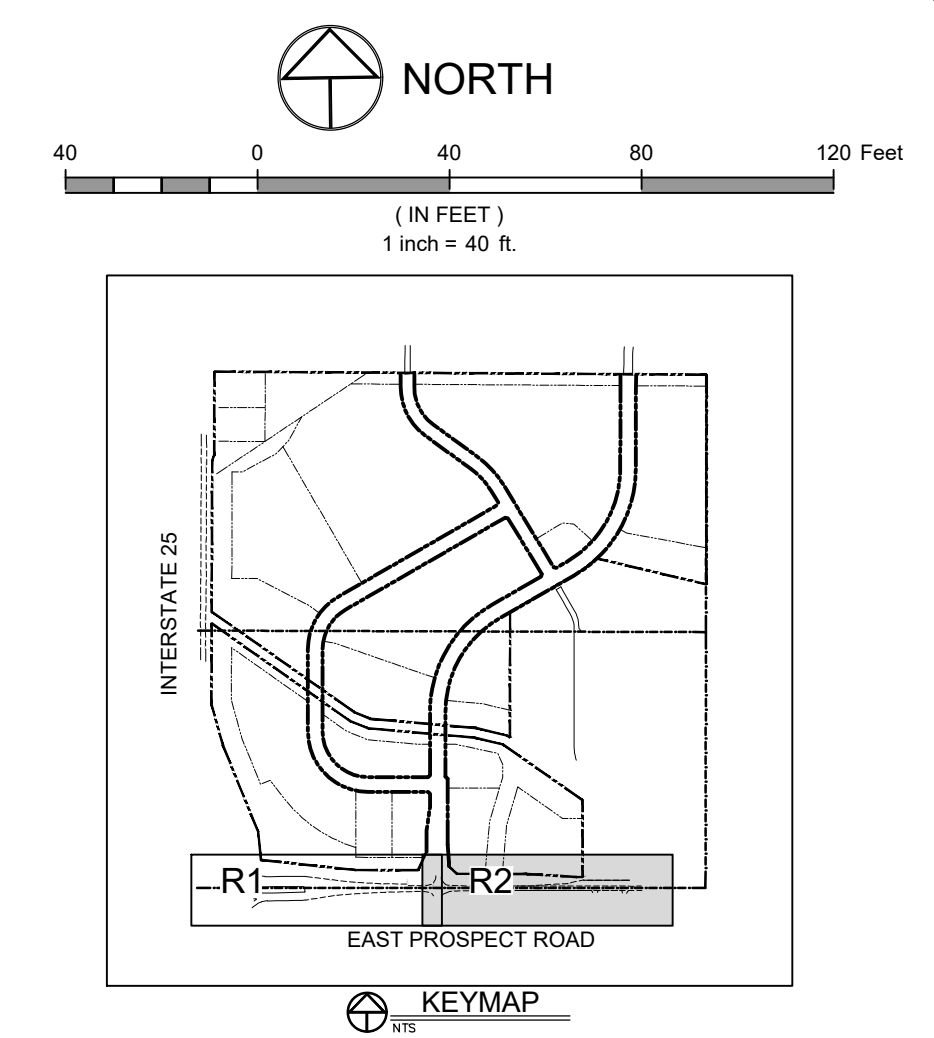 NORTH
40 0 40 80 120 Feet
( IN FEET )
1 inch = 40 ft.
INTERSTATE 25
R1 R2
EAST PROSPECT ROAD
KEYMAP
NTS